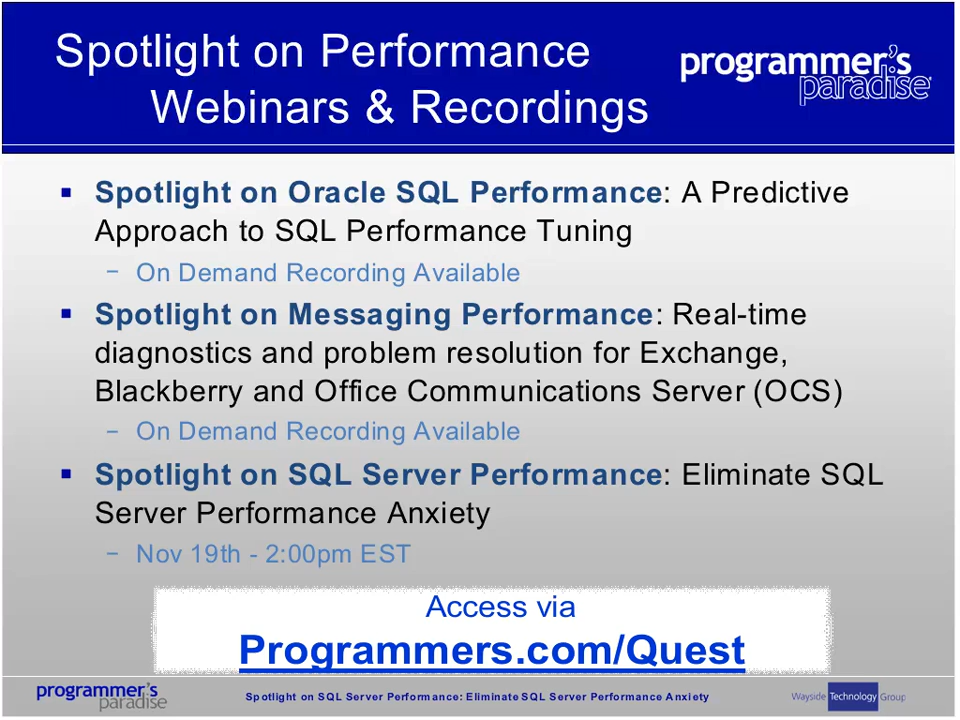 Spotlight on Performance
Webinars & Recordings
programmer's
paradise
Spotlight on Oracle SQL Performance: A Predictive
Approach to SQL Performance Tuning
− On Demand Recording Available
Spotlight on Messaging Performance: Real-time
diagnostics and problem resolution for Exchange,
Blackberry and Office Communications Server (OCS)
− On Demand Recording Available
Spotlight on SQL Server Performance: Eliminate SQL
Server Performance Anxiety
− Nov 19th - 2:00pm EST
Access via
Programmers.com/Quest
programmer's
paradise
Spotlight on SQL Server Performance: Eliminate SQL Server Performance Anxiety
Wayside Technology Group